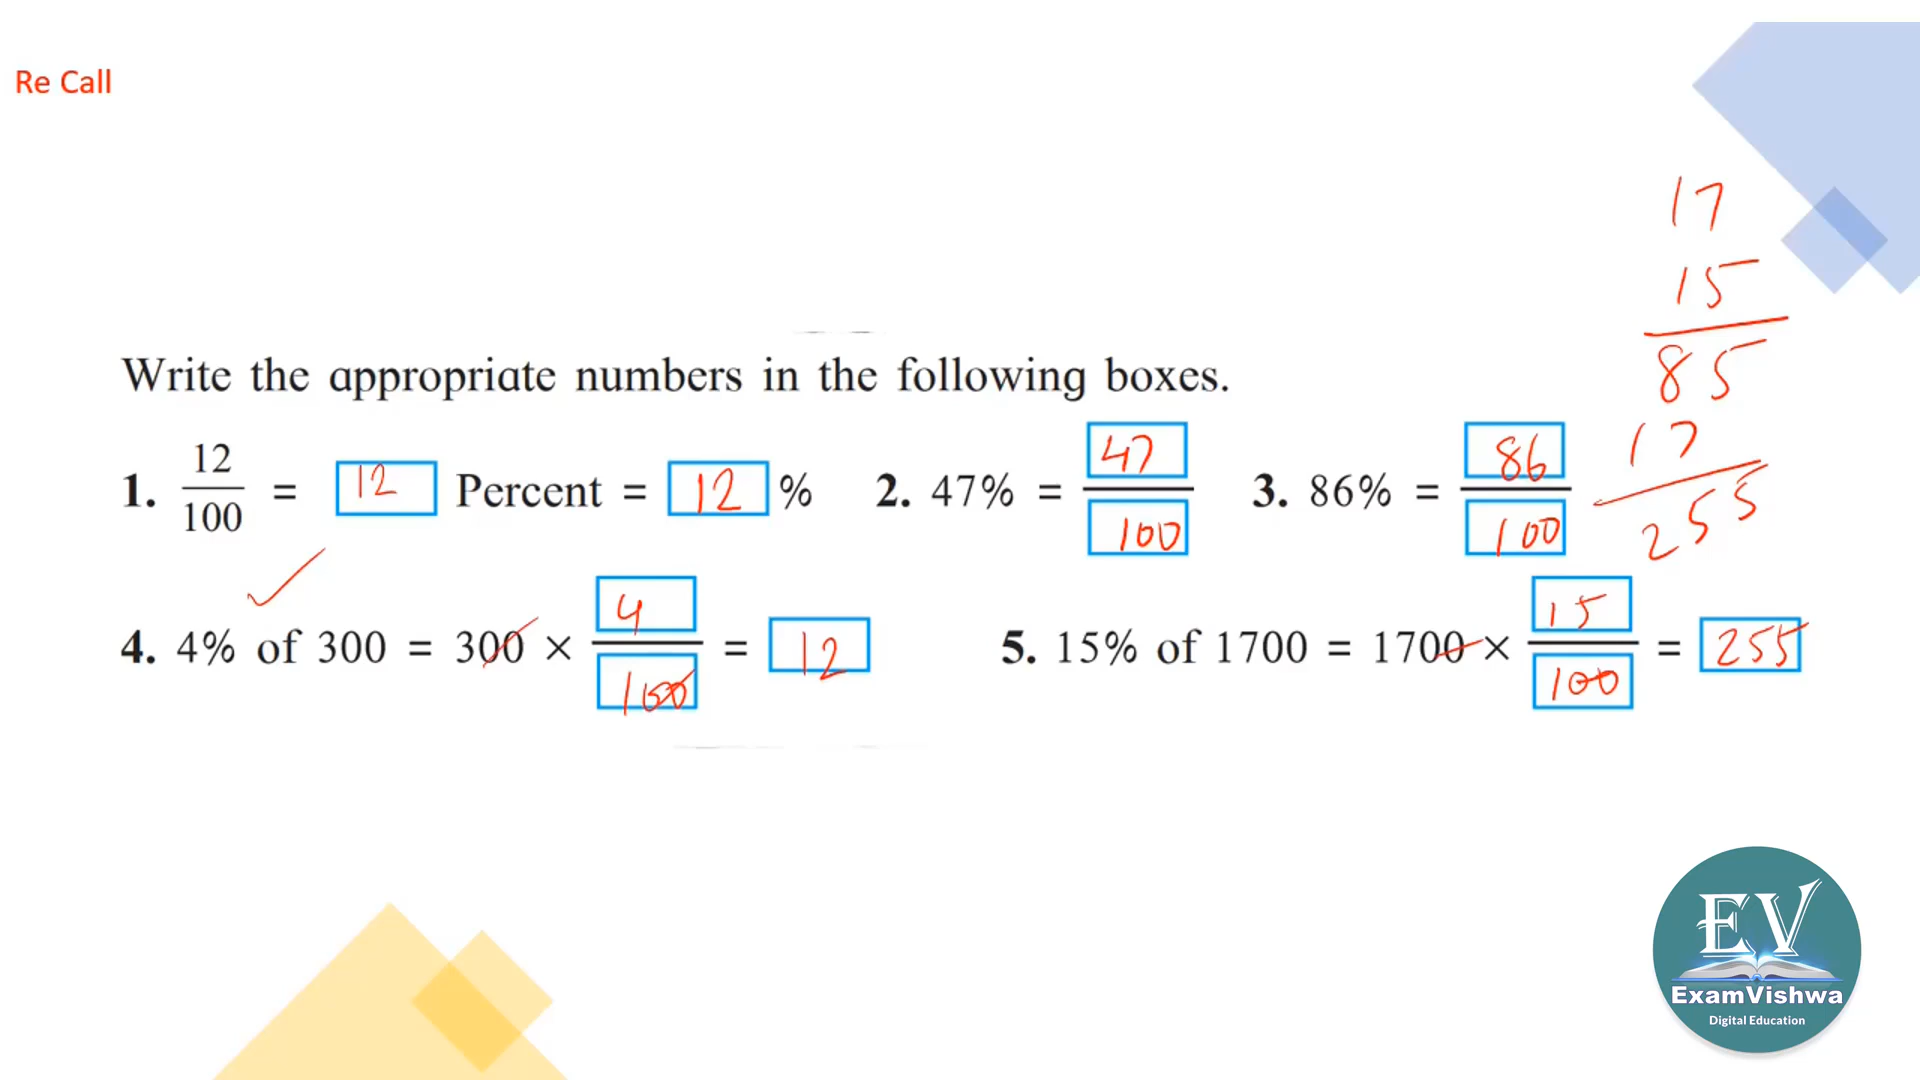 Re Call
17
15
85
17
255
Write the appropriate numbers in the following boxes.
1. 12/100 = 12 Percent = 12 % 2. 47% = 47/100 3. 86% = 86/100
4. 4% of 300 = 300 × 4/100 = 12 5. 15% of 1700 = 1700 × 15/100 = 255
EV
ExamVishwa
Digital Education